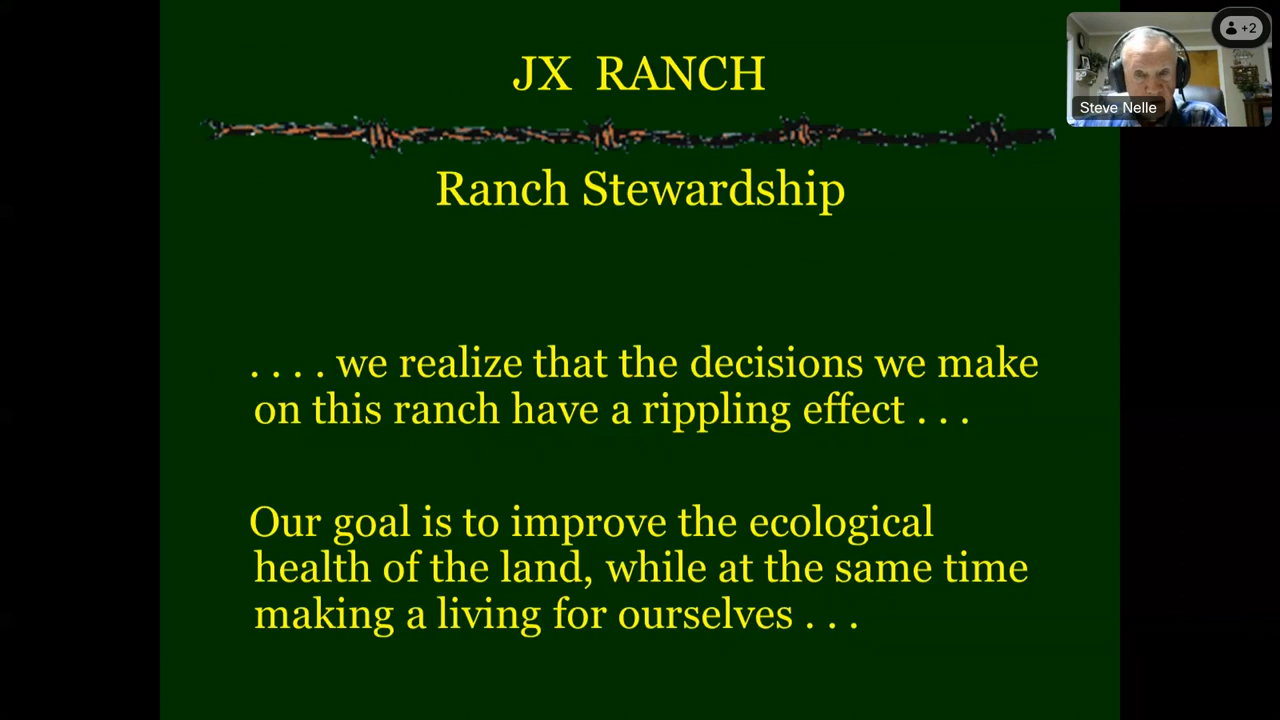 JX RANCH
Ranch Stewardship
. . . . we realize that the decisions we make
on this ranch have a rippling effect . . .
Our goal is to improve the ecological
health of the land, while at the same time
making a living for ourselves . . .
+2
Steve Nelle